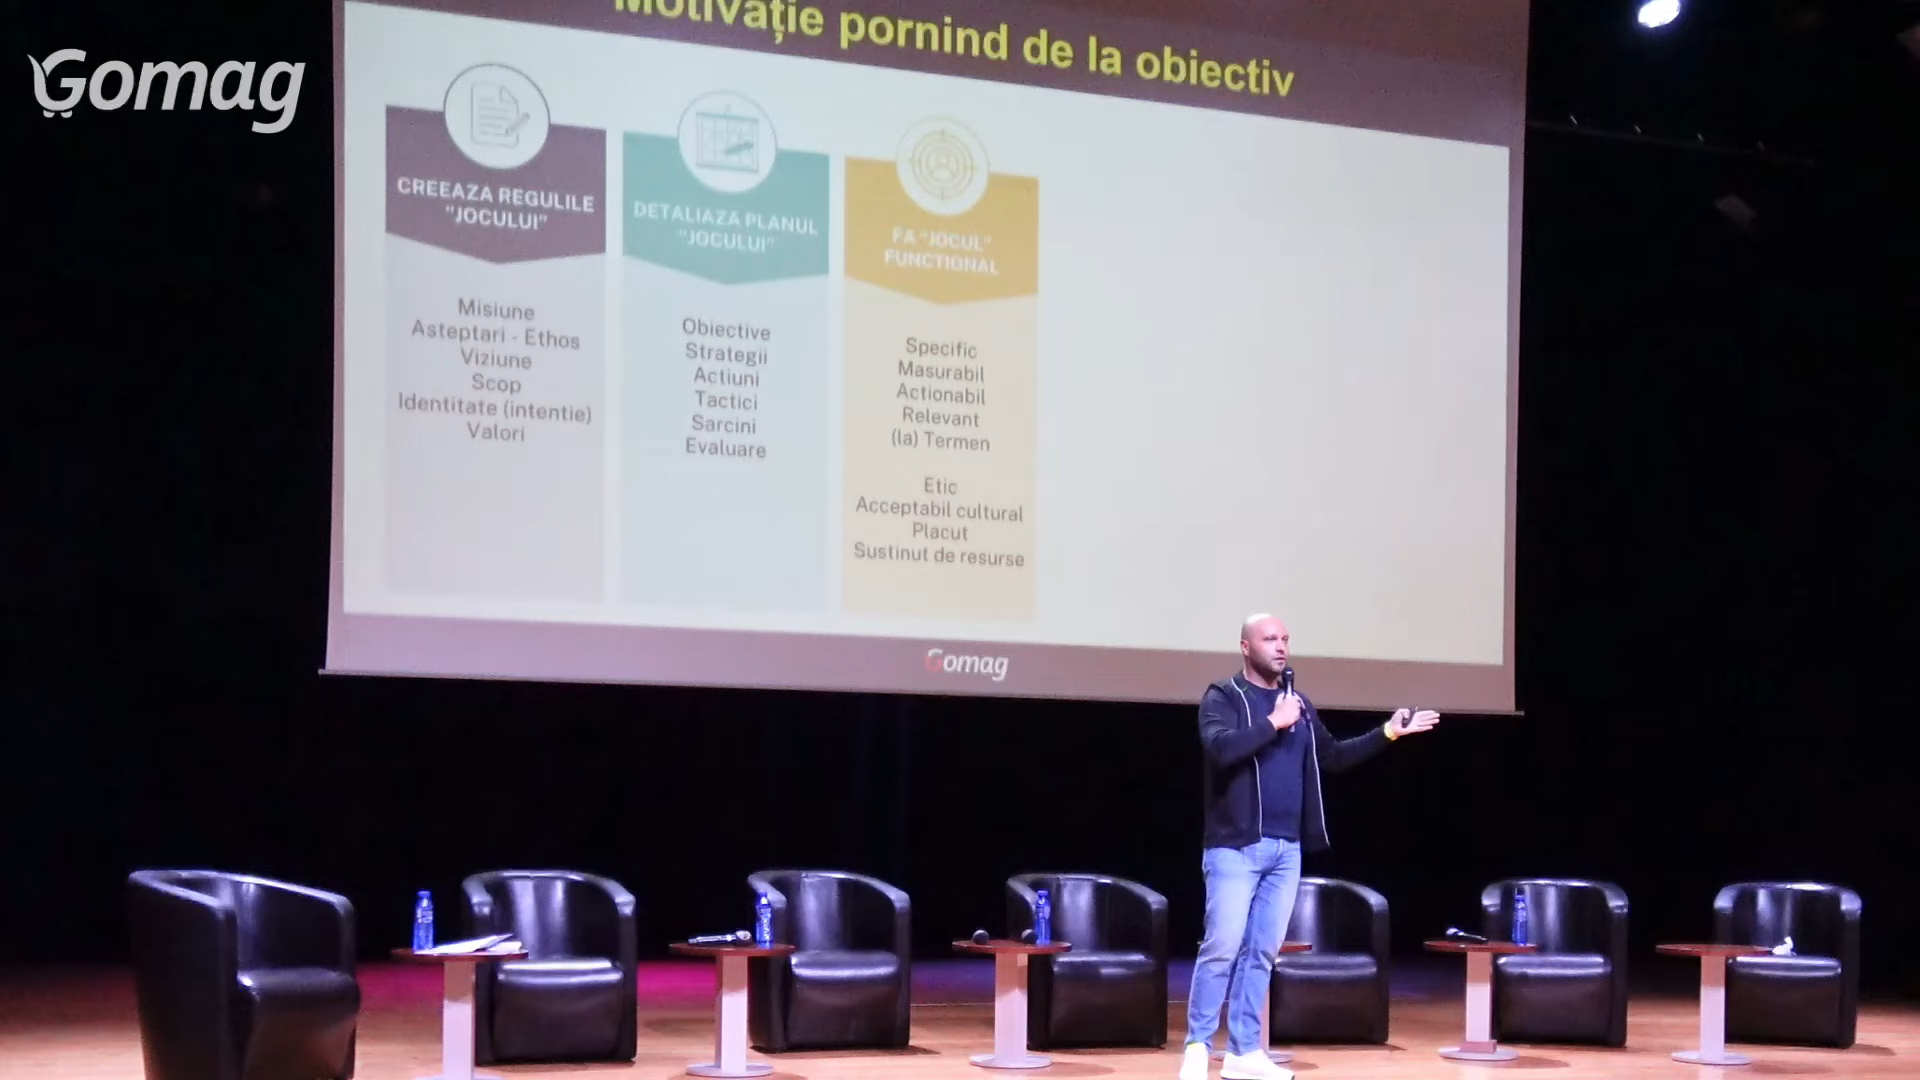 Gomag
Motivație pornind de la obiectiv
CREEAZA REGULILE
"JOCULUI"
Misiune
Asteptari - Ethos
Viziune
Scop
Identitate (intentie)
Valori
DETALIAZA PLANUL
"JOCULUI"
Obiective
Strategii
Actiuni
Tactici
Sarcini
Evaluare
FA "JOCUL"
FUNCTIONAL
Specific
Masurabil
Actionabil
Relevant
(la) Termen
Etic
Acceptabil cultural
Placut
Sustinut de resurse
Gomag